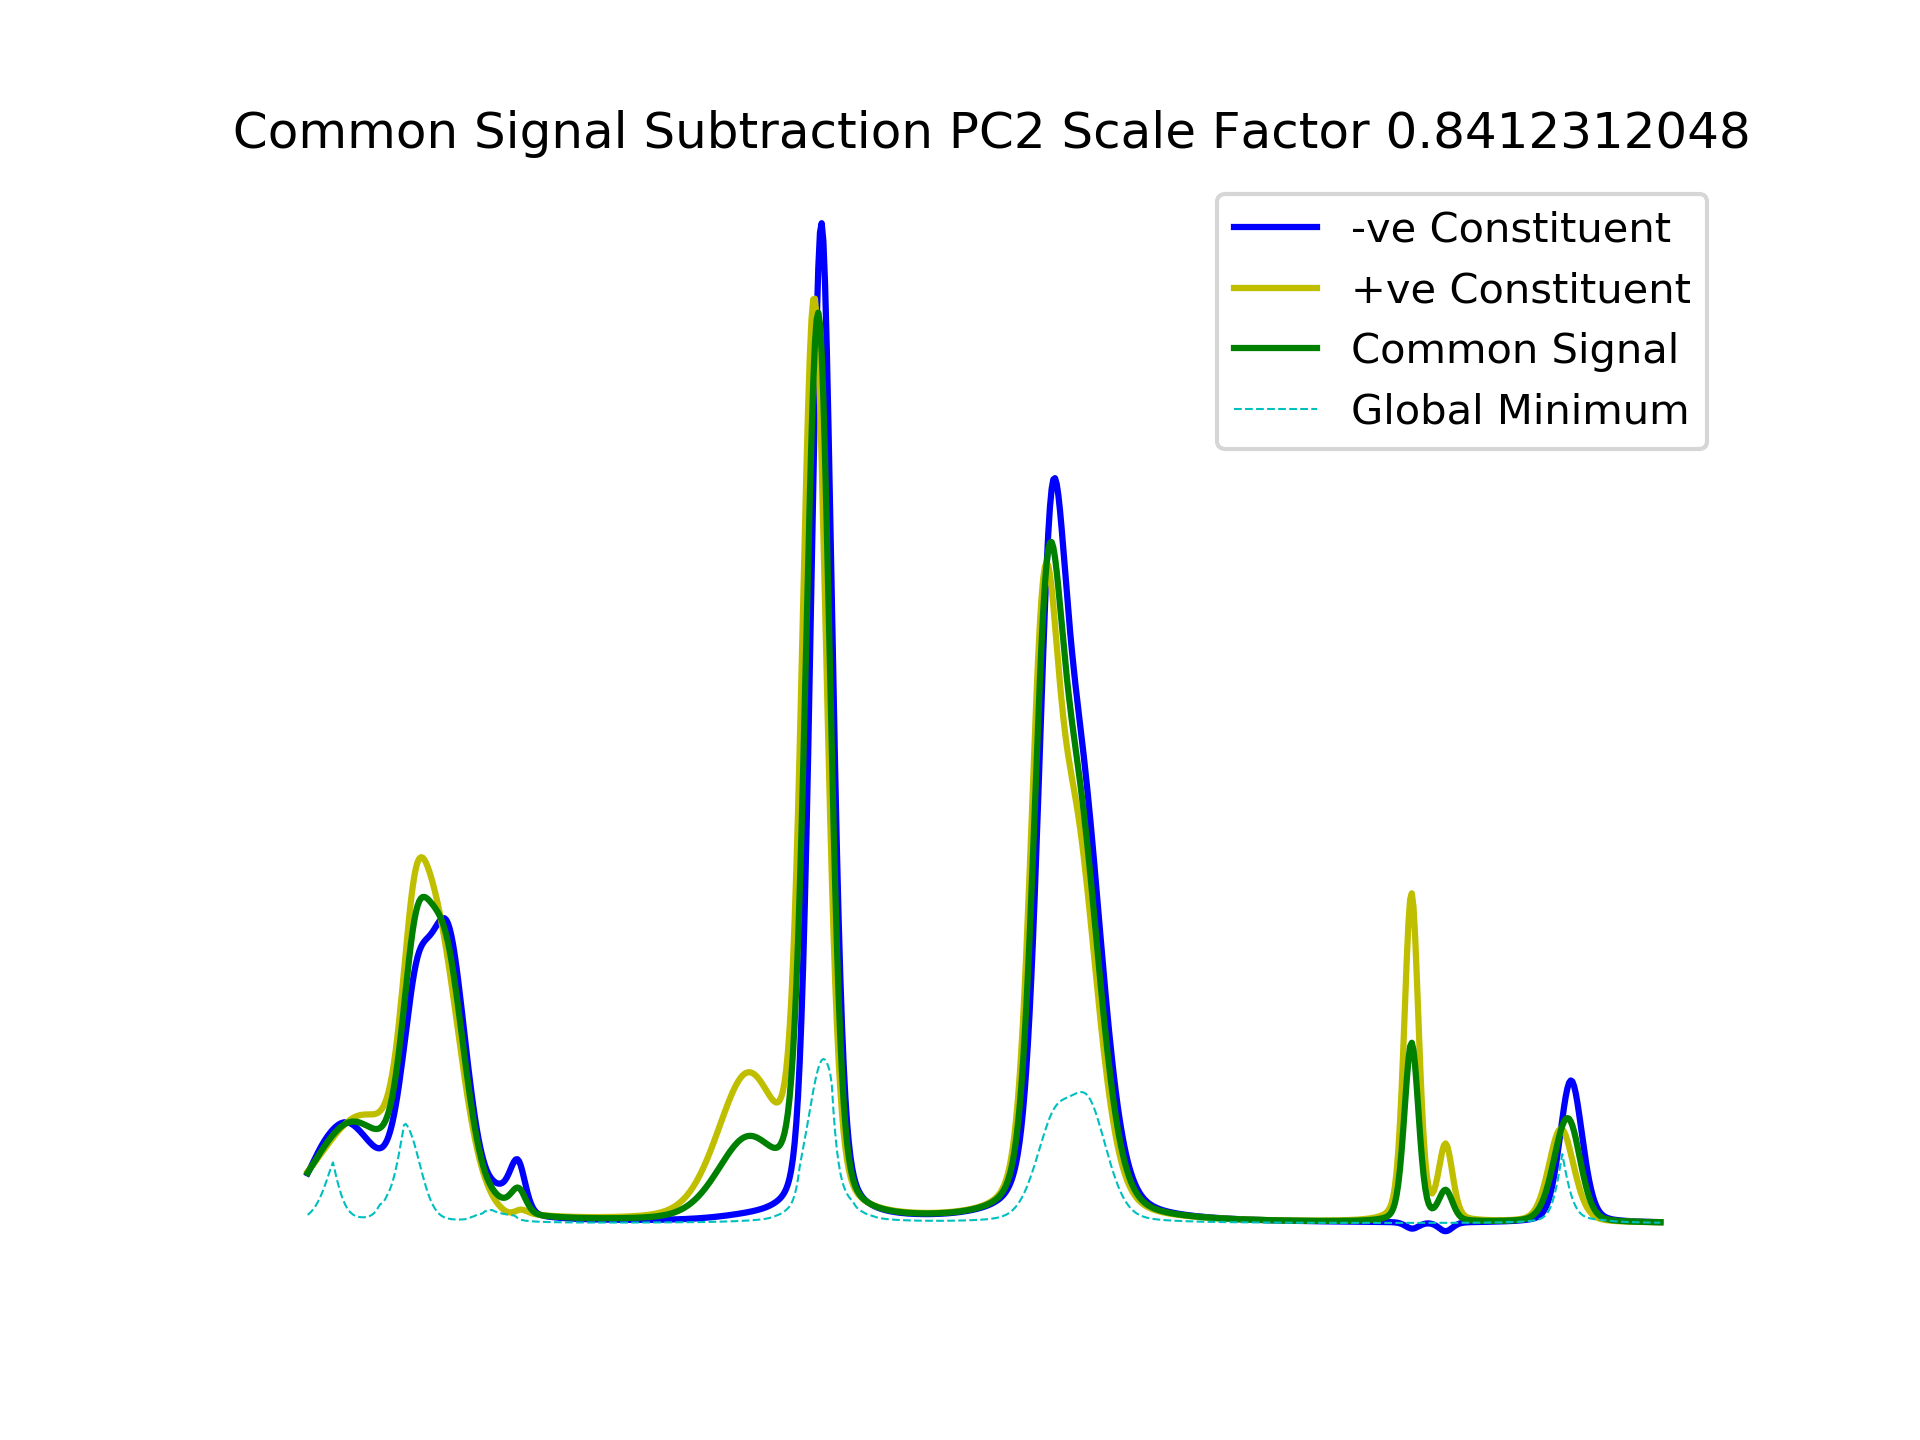 Common Signal Subtraction PC2 Scale Factor 0.8412312048
-ve Constituent
+ve Constituent
Common Signal
Global Minimum